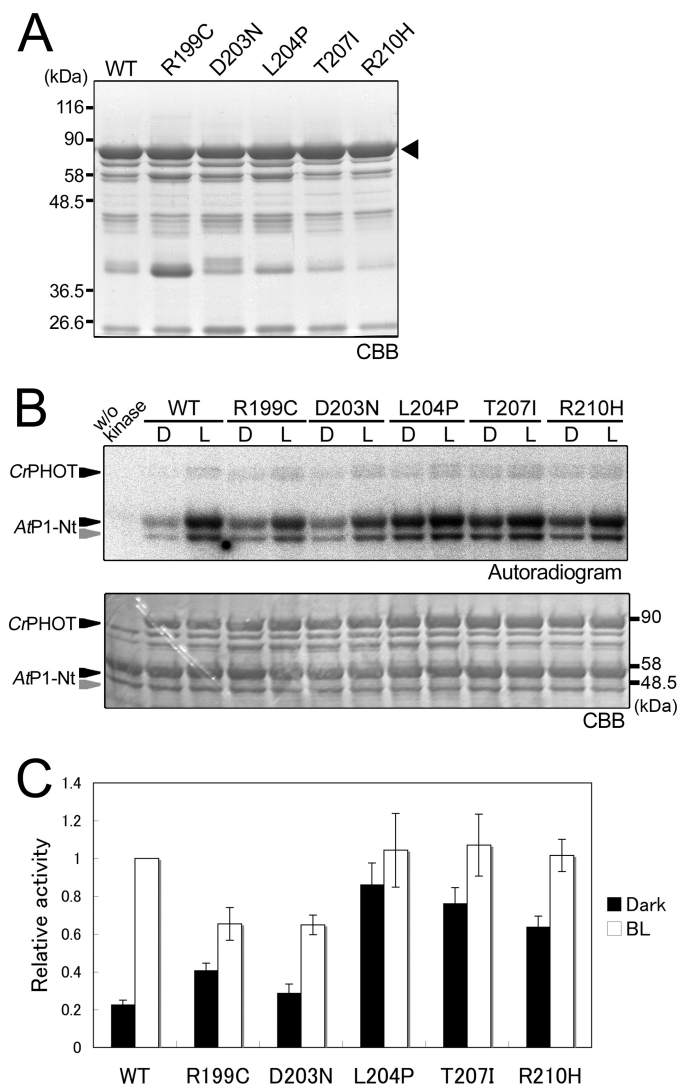 A
WT R199C D203N L204P T207I R210H
(kDa)
116
90
58
48.5
36.5
26.6
CBB
B
w/o kinase WT R199C D203N L204P T207I R210H
D L D L D L D L D L D L
CrPHOT
AtP1-Nt
Autoradiogram
CrPHOT 90
58
AtP1-Nt 48.5
(kDa)
CBB
C
1.4
1.2
1
0.8
0.6
0.4
0.2
0
Relative activity
Dark
BL
WT R199C D203N L204P T207I R210H